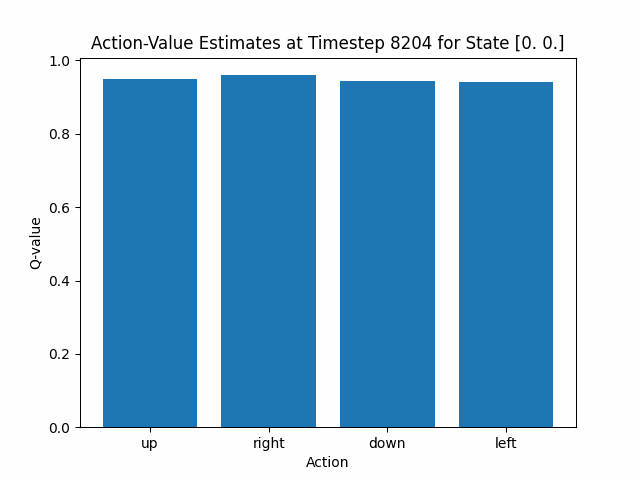 Action-Value Estimates at Timestep 8204 for State [0. 0.]
1.0
0.8
0.6
0.4
0.2
0.0
Q-value
up right down left
Action